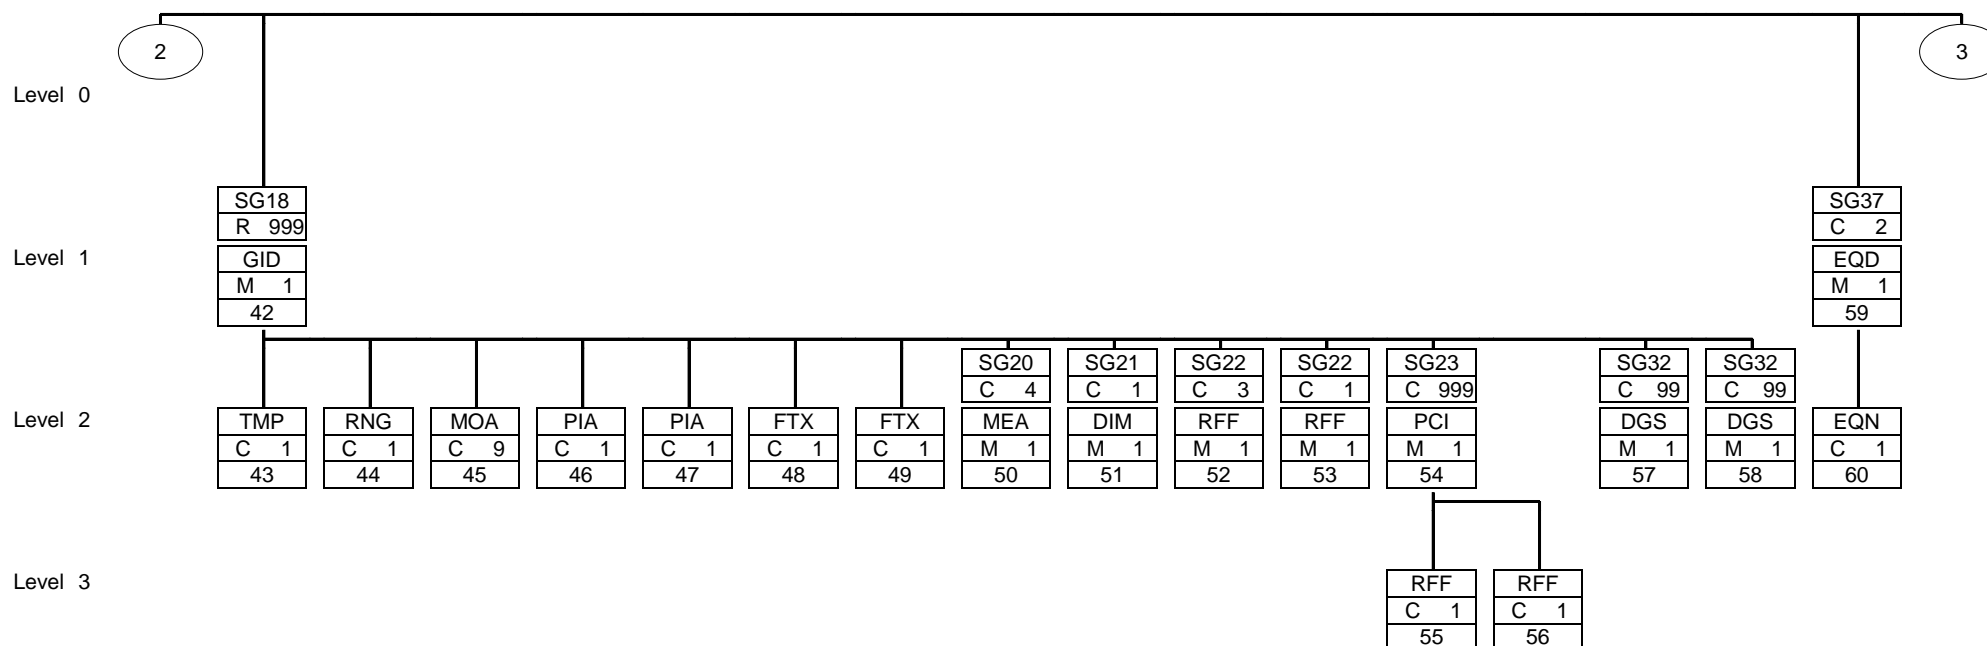 2 3
Level 0
SG18 SG37
R 999 C 2
Level 1 GID EQD
M 1 M 1
42 59
SG20 SG21 SG22 SG22 SG23 SG32 SG32
C 4 C 1 C 3 C 1 C 999 C 99 C 99
Level 2 TMP RNG MOA PIA PIA FTX FTX MEA DIM RFF RFF PCI DGS DGS EQN
C 1 C 1 C 9 C 1 C 1 C 1 C 1 M 1 M 1 M 1 M 1 M 1 M 1 M 1 C 1
43 44 45 46 47 48 49 50 51 52 53 54 57 58 60
Level 3 RFF RFF
C 1 C 1
55 56